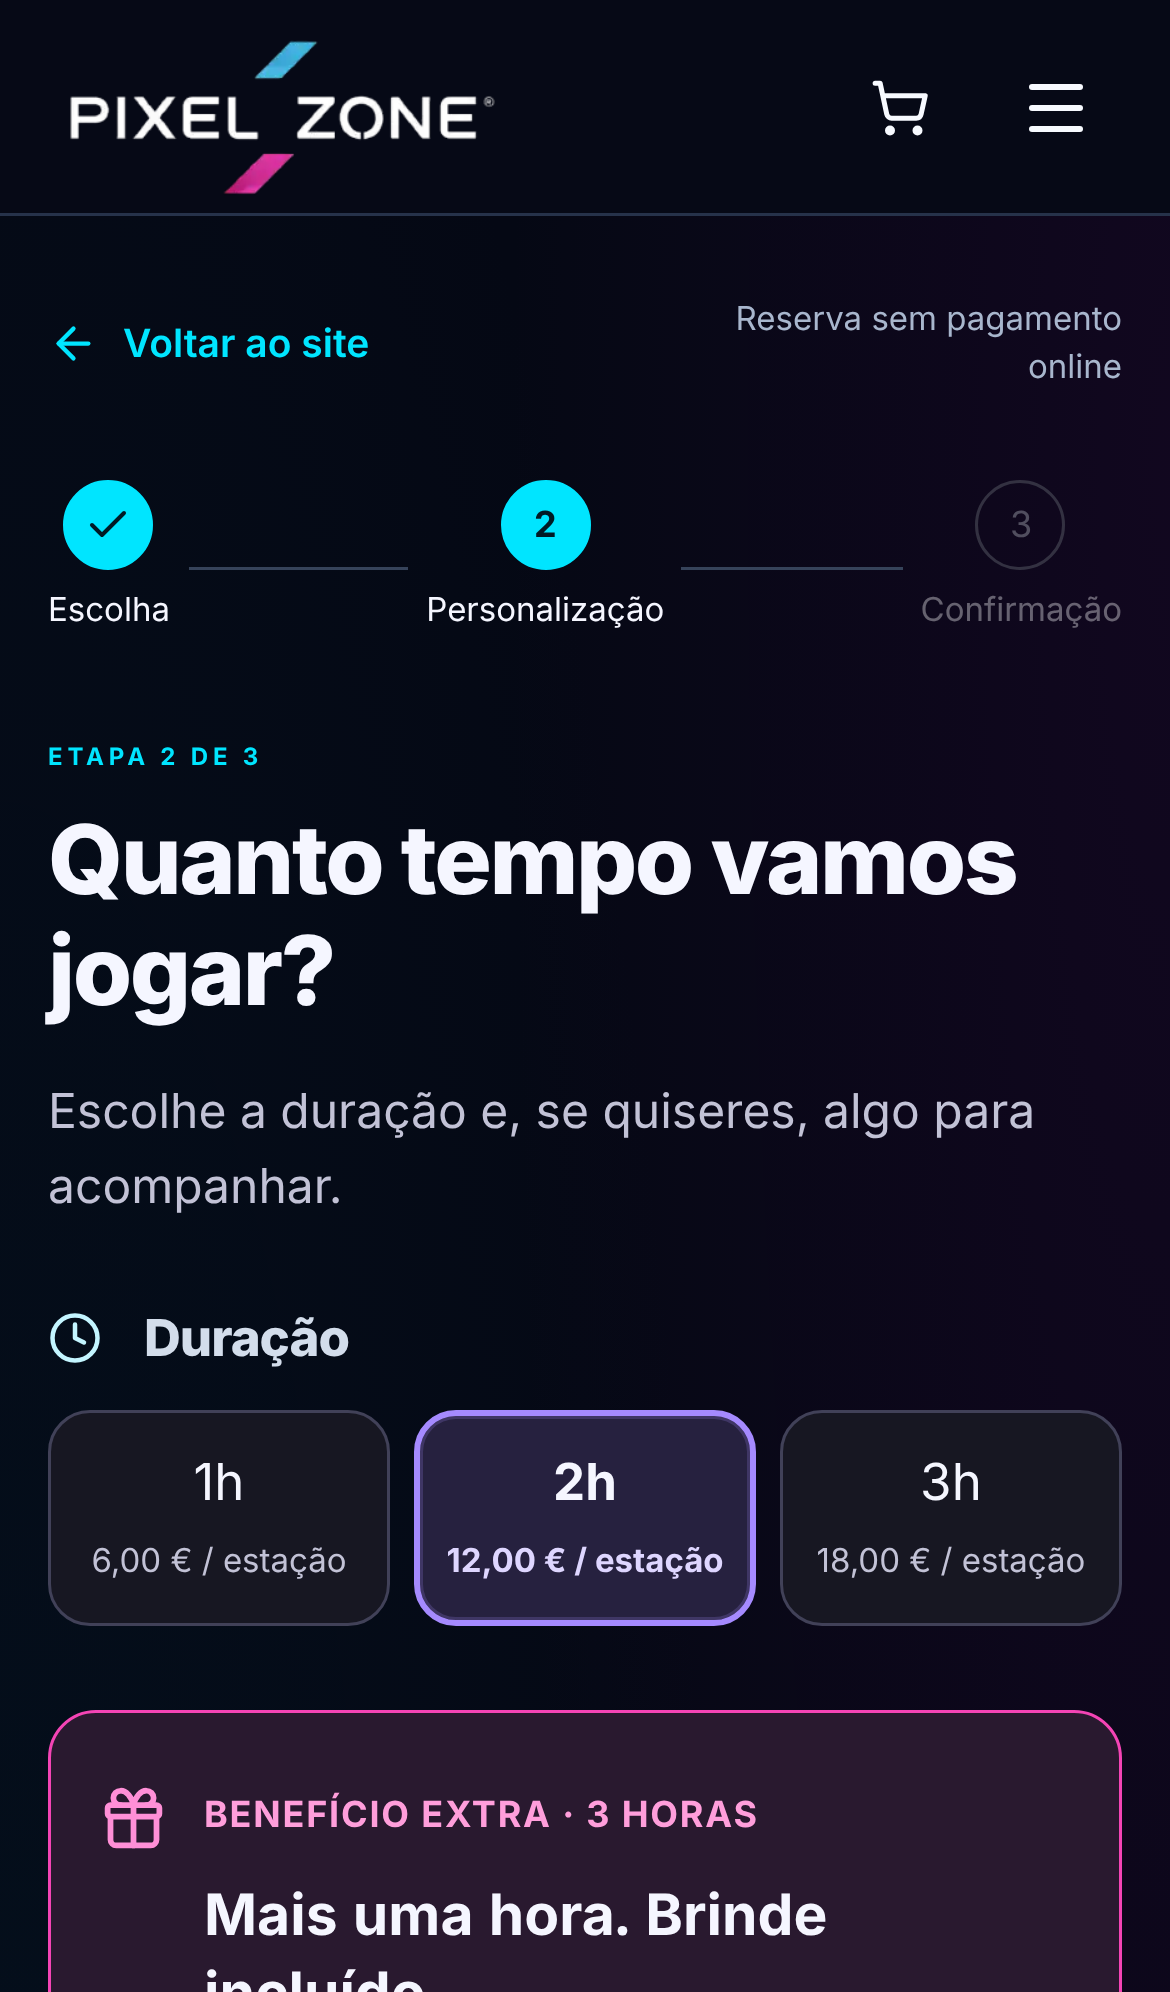 PIXEL ZONE®
Voltar ao site
Reserva sem pagamento
online
2
3
Escolha
Personalização
Confirmação
ETAPA 2 DE 3
Quanto tempo vamos
jogar?
Escolhe a duração e, se quiseres, algo para
acompanhar.
Duração
1h
6,00 € / estação
2h
12,00 € / estação
3h
18,00 € / estação
BENEFÍCIO EXTRA · 3 HORAS
Mais uma hora. Brinde
incluído